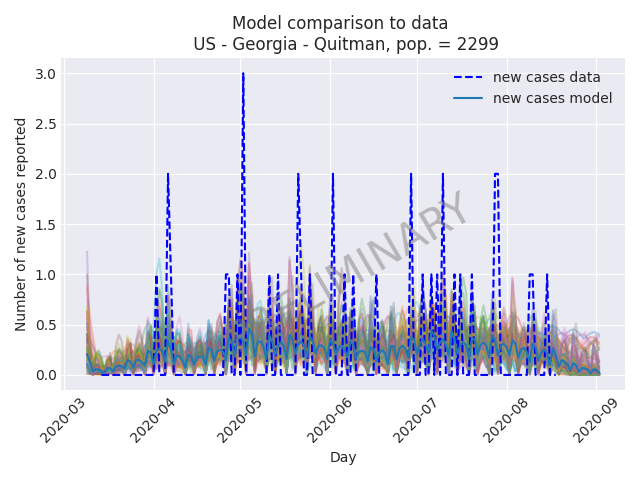 Model comparison to data
US - Georgia - Quitman, pop. = 2299
new cases data
new cases model
PRELIMINARY
Number of new cases reported
3.0
2.5
2.0
1.5
1.0
0.5
0.0
2020-03
2020-04
2020-05
2020-06
2020-07
2020-08
2020-09
Day